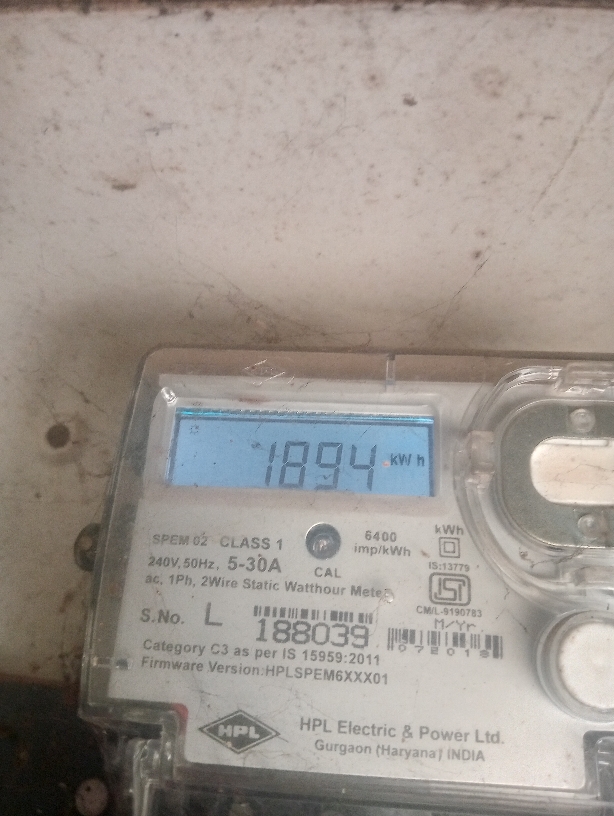 1894 kWh
SPEM 02 CLASS 1
240V, 50Hz, 5-30A
ac, 1Ph, 2Wire Static Watthour Meter
CAL
6400
imp/kWh
kWh
IS:13779
ISI
CM/L-9190783
S.No. L 188039
M/Yr
Category C3 as per IS 15959:2011
Firmware Version:HPLSPEM6XXX01
HPL
HPL Electric & Power Ltd.
Gurgaon (Haryana) INDIA